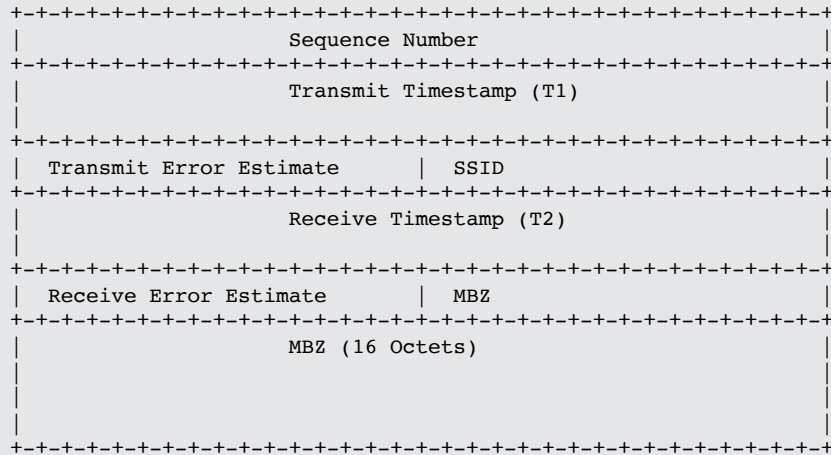 +-+-+-+-+-+-+-+-+-+-+-+-+-+-+-+-+-+-+-+-+-+-+-+-+-+-+-+-+-+-+-+-+
|                     Sequence Number                           |
+-+-+-+-+-+-+-+-+-+-+-+-+-+-+-+-+-+-+-+-+-+-+-+-+-+-+-+-+-+-+-+-+
|                     Transmit Timestamp (T1)                   |
|                                                               |
+-+-+-+-+-+-+-+-+-+-+-+-+-+-+-+-+-+-+-+-+-+-+-+-+-+-+-+-+-+-+-+-+
|  Transmit Error Estimate      |  SSID                         |
+-+-+-+-+-+-+-+-+-+-+-+-+-+-+-+-+-+-+-+-+-+-+-+-+-+-+-+-+-+-+-+-+
|                     Receive Timestamp (T2)                    |
|                                                               |
+-+-+-+-+-+-+-+-+-+-+-+-+-+-+-+-+-+-+-+-+-+-+-+-+-+-+-+-+-+-+-+-+
|  Receive Error Estimate       |  MBZ                          |
+-+-+-+-+-+-+-+-+-+-+-+-+-+-+-+-+-+-+-+-+-+-+-+-+-+-+-+-+-+-+-+-+
|                     MBZ (16 Octets)                           |
|                                                               |
|                                                               |
|                                                               |
+-+-+-+-+-+-+-+-+-+-+-+-+-+-+-+-+-+-+-+-+-+-+-+-+-+-+-+-+-+-+-+-+